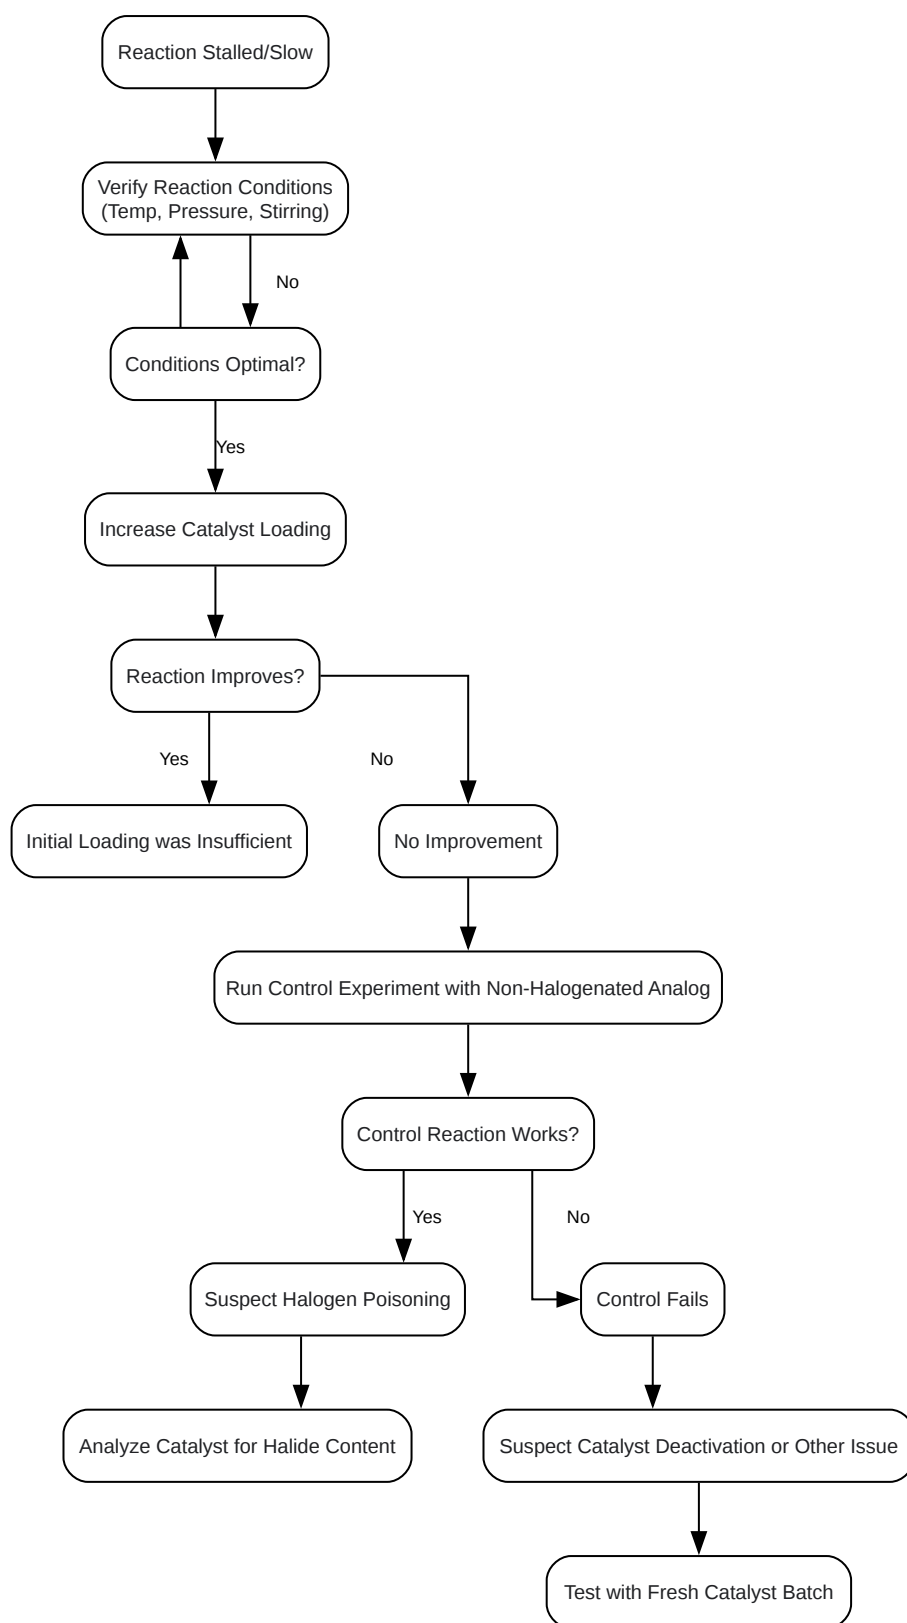 Reaction Stalled/Slow
Verify Reaction Conditions
(Temp, Pressure, Stirring)
No
Conditions Optimal?
Yes
Increase Catalyst Loading
Reaction Improves?
Yes
No
Initial Loading was Insufficient
No Improvement
Run Control Experiment with Non-Halogenated Analog
Control Reaction Works?
Yes
No
Suspect Halogen Poisoning
Control Fails
Analyze Catalyst for Halide Content
Suspect Catalyst Deactivation or Other Issue
Test with Fresh Catalyst Batch